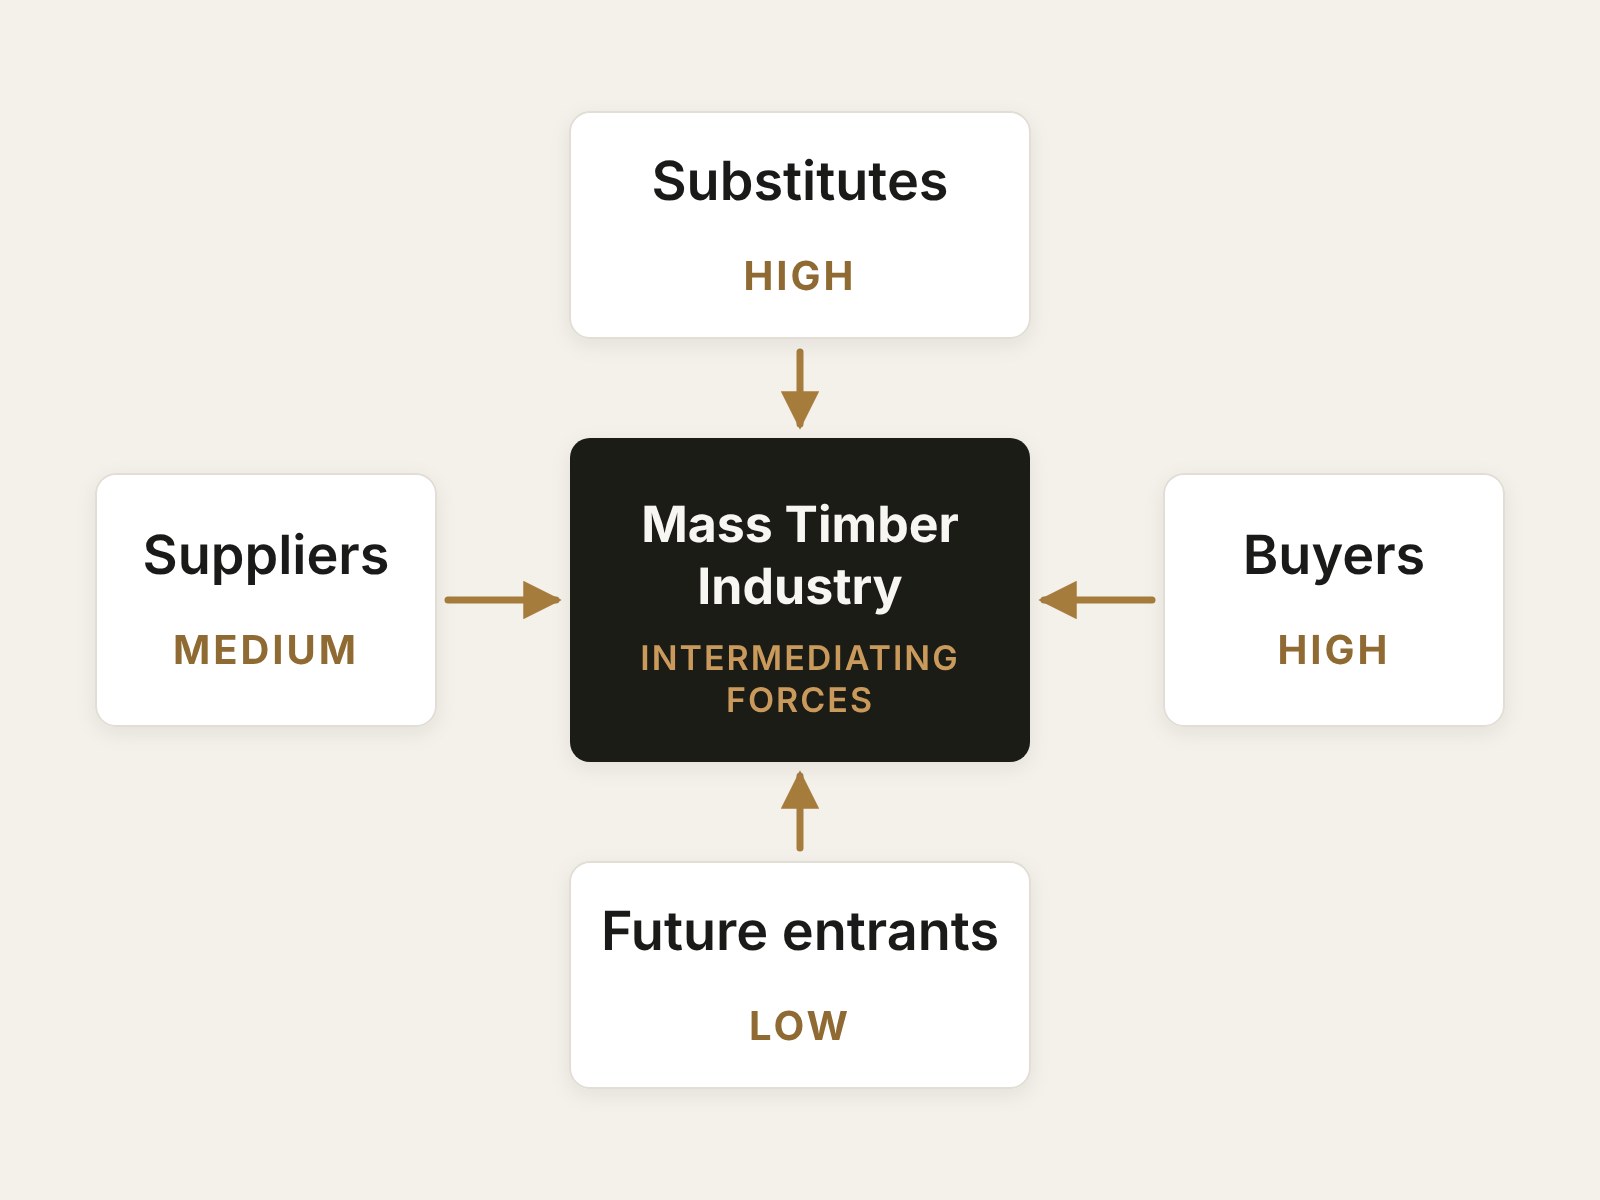 Substitutes
HIGH
Suppliers
MEDIUM
Mass Timber
Industry
INTERMEDIATING
FORCES
Buyers
HIGH
Future entrants
LOW